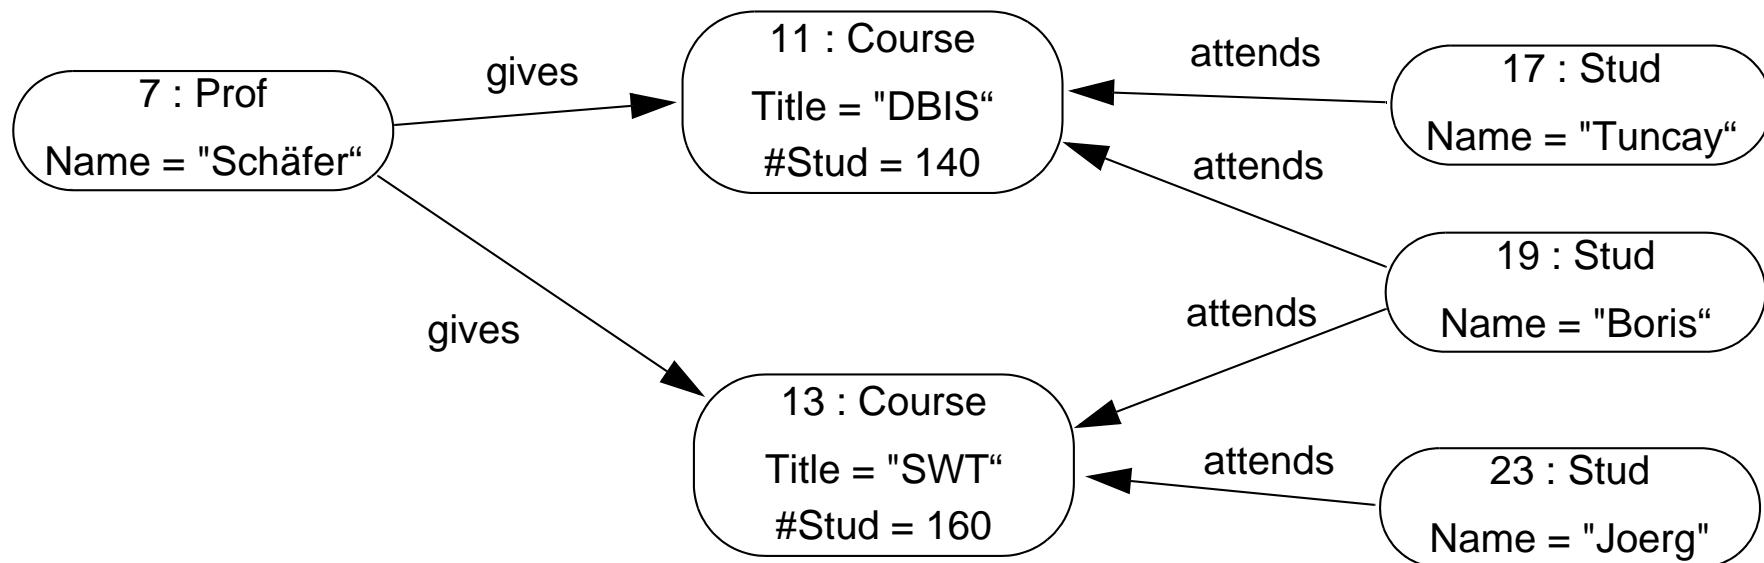 7 : Prof
Name = "Schäfer“
gives
gives
11 : Course
Title = "DBIS“
#Stud = 140
13 : Course
Title = "SWT“
#Stud = 160
attends
attends
attends
attends
17 : Stud
Name = "Tuncay“
19 : Stud
Name = "Boris“
23 : Stud
Name = "Joerg"